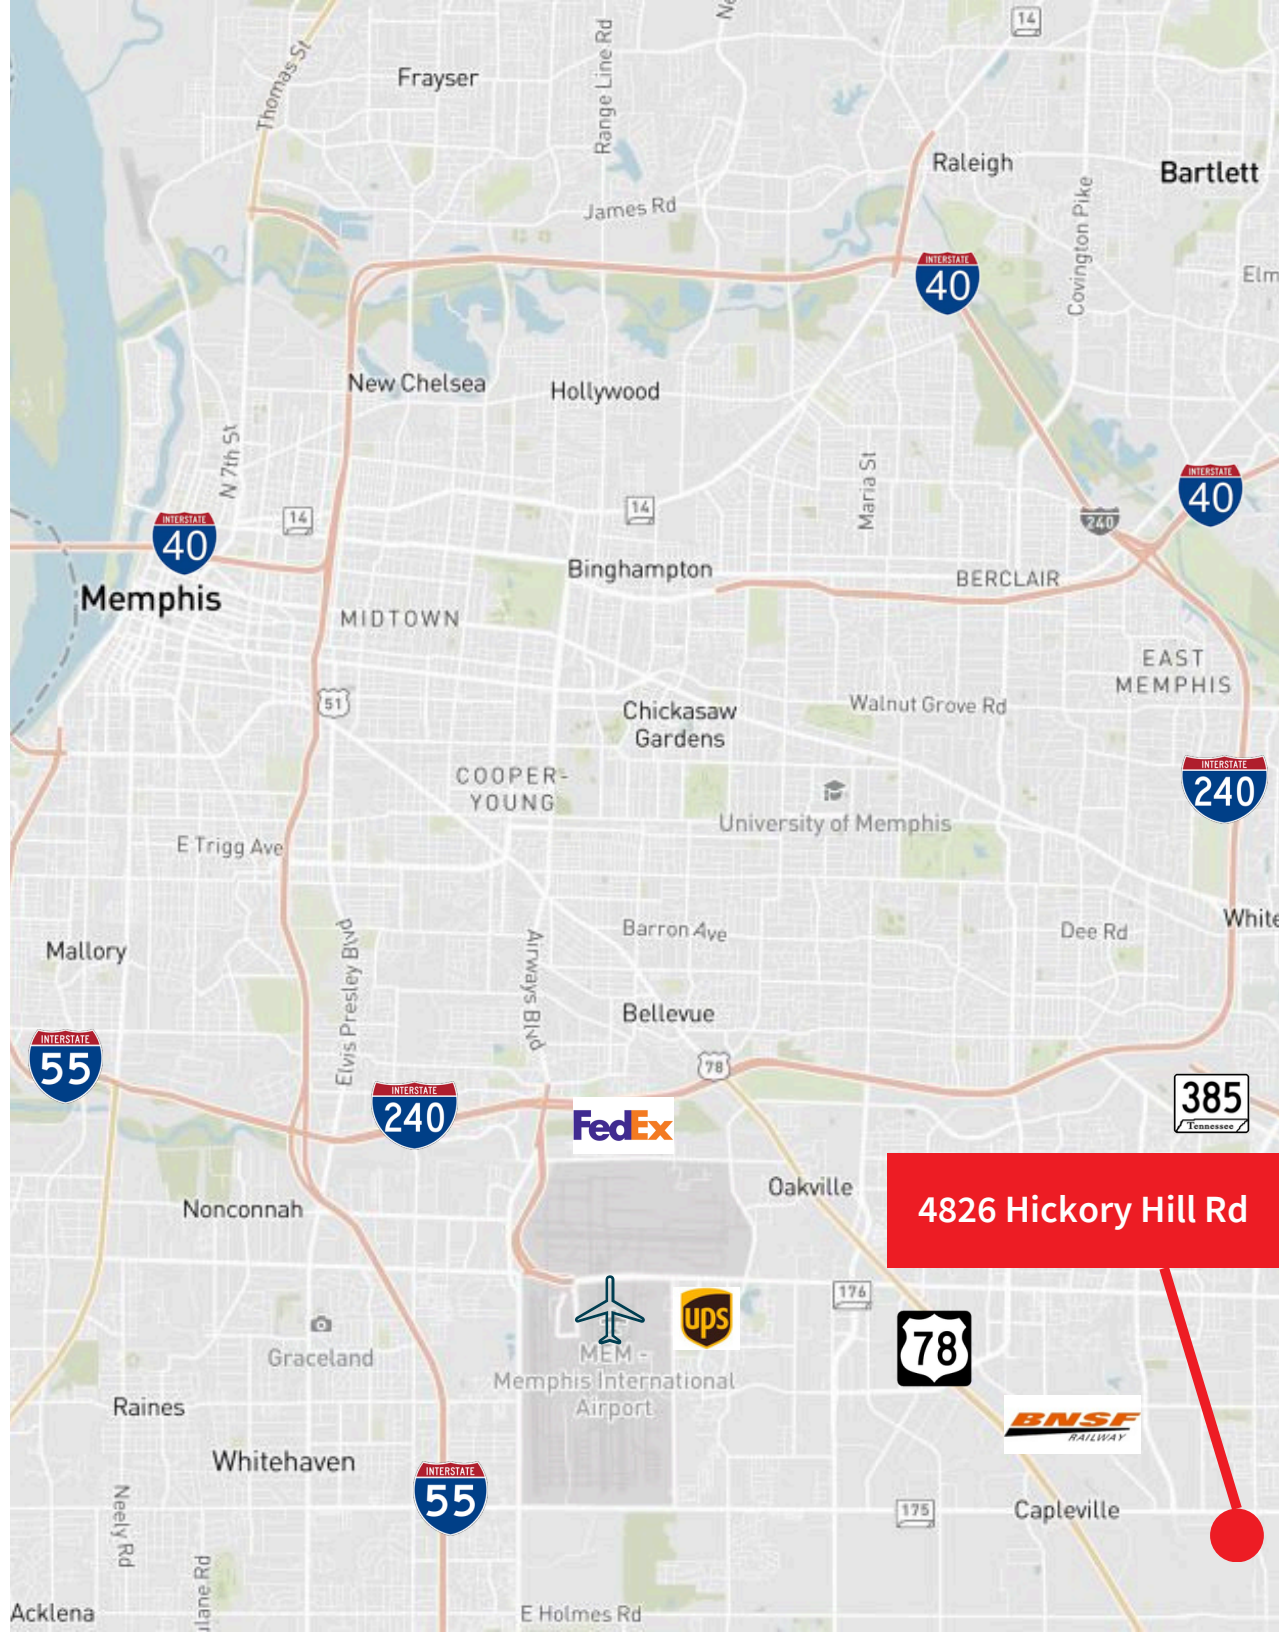 14
Thomas St
Frayser
Range Line Rd
Ne
Raleigh
Bartlett
James Rd
Covington Pike
INTERSTATE
40
Elm
New Chelsea
Hollywood
N 7th St
Maria St
INTERSTATE
40
14
14
240
INTERSTATE
40
Binghampton
BERCLAIR
Memphis
MIDTOWN
EAST
MEMPHIS
51
Chickasaw
Gardens
Walnut Grove Rd
COOPER-
YOUNG
INTERSTATE
240
University of Memphis
E Trigg Ave
White
Mallory
Elvis Presley Blvd
Airways Blvd
Barron Ave
Dee Rd
Bellevue
INTERSTATE
55
78
INTERSTATE
240
FedEx
385
Tennessee
Oakville
4826 Hickory Hill Rd
Nonconnah
176
ups
78
Graceland
MEM -
Memphis International
Airport
Raines
BNSF
RAILWAY
Whitehaven
INTERSTATE
55
175
Capleville
Neely Rd
lane Rd
Acklena
E Holmes Rd